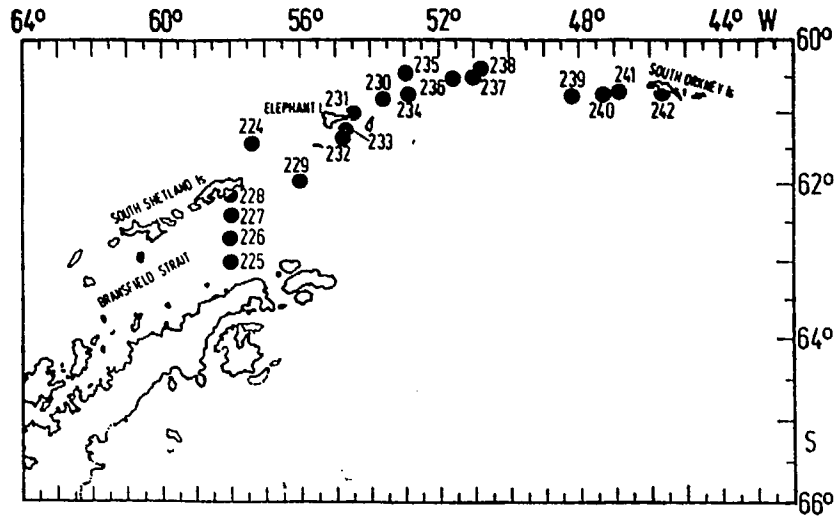 64° 60° 56° 52° 48° 44° W
60°
235 238
236 237
230 234
239 240 241 242
SOUTH ORKNEY Is
ELEPHANT I.
231
233
232
224
229
62°
SOUTH SHETLAND Is
228
227
226
225
BRANSFIELD STRAIT
64°
S
66°